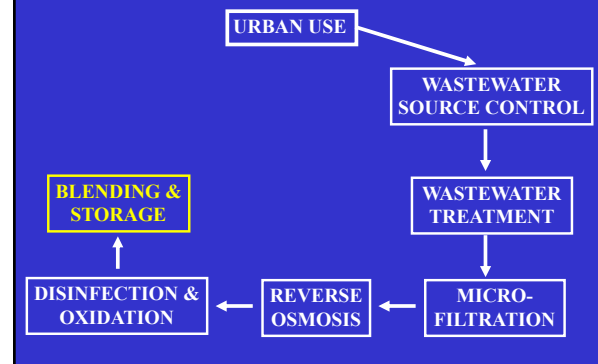 URBAN USE
WASTEWATER
SOURCE CONTROL
WASTEWATER
TREATMENT
MICRO-
FILTRATION
REVERSE
OSMOSIS
DISINFECTION &
OXIDATION
BLENDING &
STORAGE